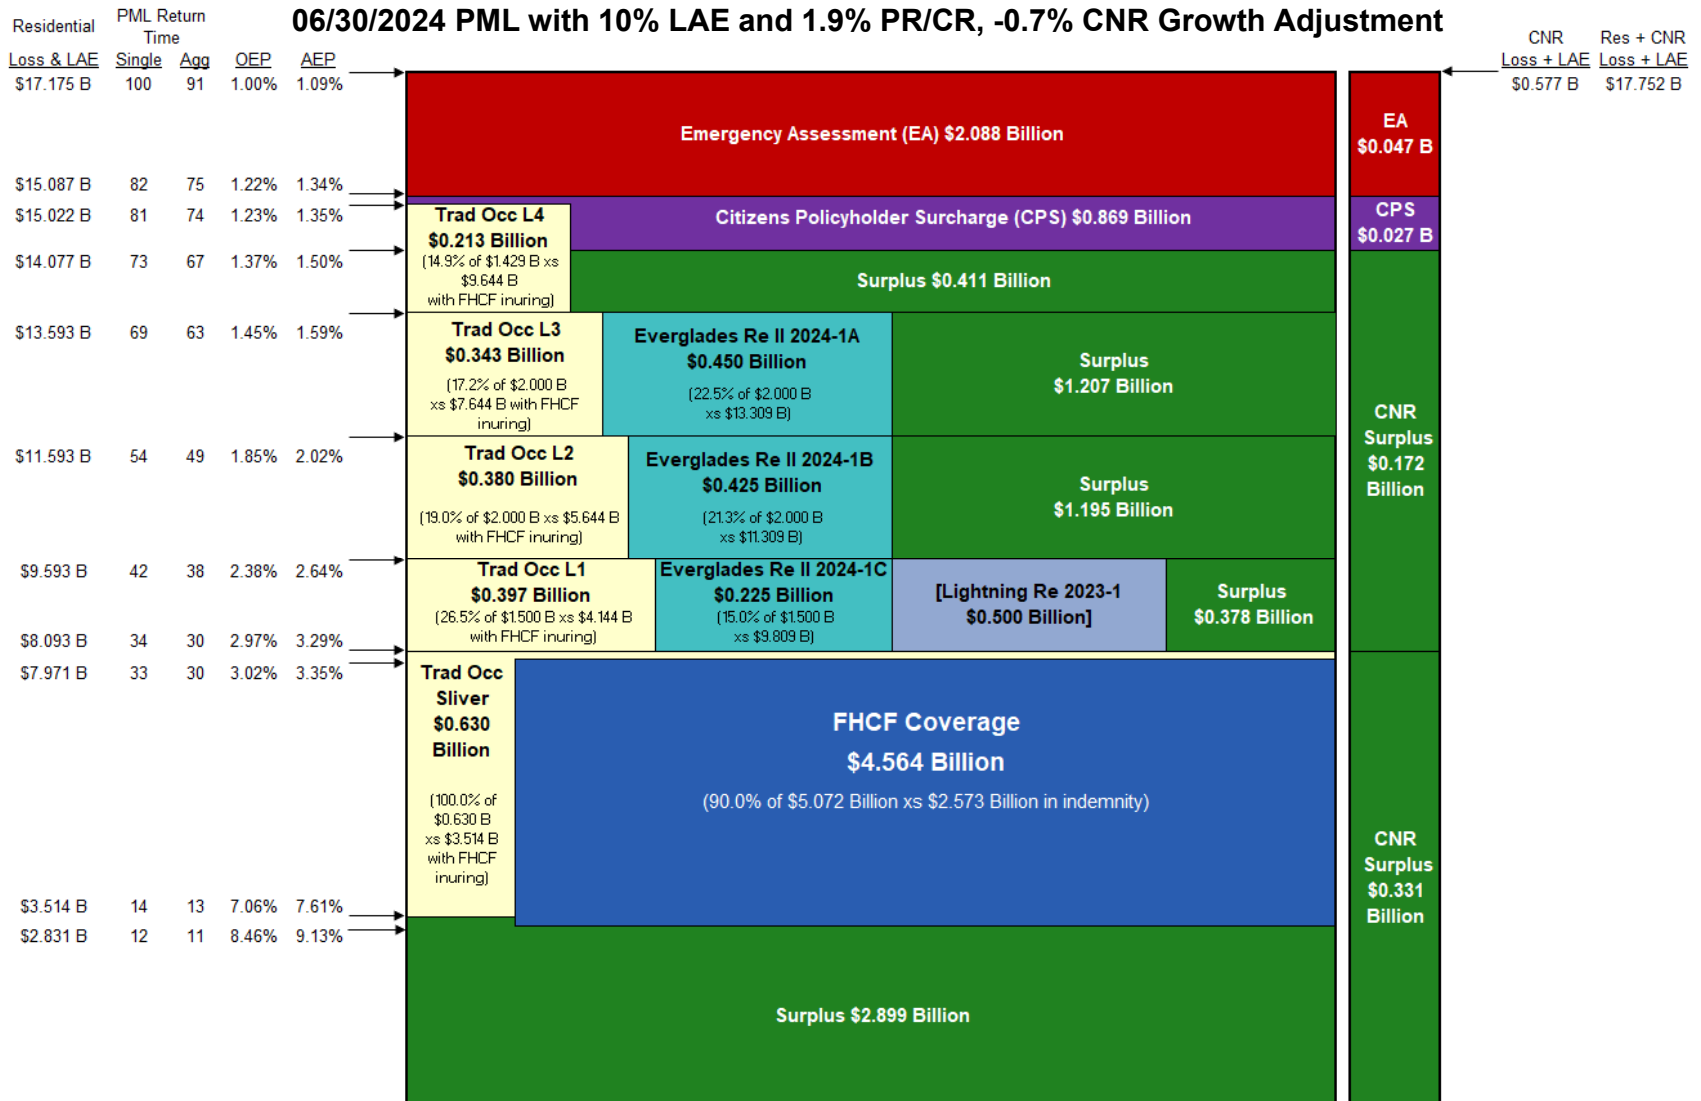 06/30/2024 PML with 10% LAE and 1.9% PR/CR, -0.7% CNR Growth Adjustment
Residential
Loss & LAE
PML Return
Time
Single Agg OEP AEP
CNR
Loss + LAE
Res + CNR
Loss + LAE
$17.175 B 100 91 1.00% 1.09%
$0.577 B $17.752 B
$15.087 B 82 75 1.22% 1.34%
$15.022 B 81 74 1.23% 1.35%
$14.077 B 73 67 1.37% 1.50%
$13.593 B 69 63 1.45% 1.59%
$11.593 B 54 49 1.85% 2.02%
$9.593 B 42 38 2.38% 2.64%
$8.093 B 34 30 2.97% 3.29%
$7.971 B 33 30 3.02% 3.35%
$3.514 B 14 13 7.06% 7.61%
$2.831 B 12 11 8.46% 9.13%
Emergency Assessment (EA) $2.088 Billion
EA
$0.047 B
Citizens Policyholder Surcharge (CPS) $0.869 Billion
CPS
$0.027 B
Trad Occ L4
$0.213 Billion
(14.9% of $1.429 B xs
$9.644 B
with FHCF inuring)
Surplus $0.411 Billion
Trad Occ L3
$0.343 Billion
(17.2% of $2.000 B
xs $7.644 B with FHCF
inuring)
Everglades Re II 2024-1A
$0.450 Billion
(22.5% of $2.000 B
xs $13.309 B)
Surplus
$1.207 Billion
Trad Occ L2
$0.380 Billion
(19.0% of $2.000 B xs $5.644 B
with FHCF inuring)
Everglades Re II 2024-1B
$0.425 Billion
(21.3% of $2.000 B
xs $11.309 B)
Surplus
$1.195 Billion
CNR
Surplus
$0.172
Billion
Trad Occ L1
$0.397 Billion
(26.5% of $1.500 B xs $4.144 B
with FHCF inuring)
Everglades Re II 2024-1C
$0.225 Billion
(15.0% of $1.500 B
xs $9.809 B)
[Lightning Re 2023-1
$0.500 Billion]
Surplus
$0.378 Billion
Trad Occ
Sliver
$0.630
Billion
(100.0% of
$0.630 B
xs $3.514 B
with FHCF
inuring)
FHCF Coverage
$4.564 Billion
(90.0% of $5.072 Billion xs $2.573 Billion in indemnity)
CNR
Surplus
$0.331
Billion
Surplus $2.899 Billion